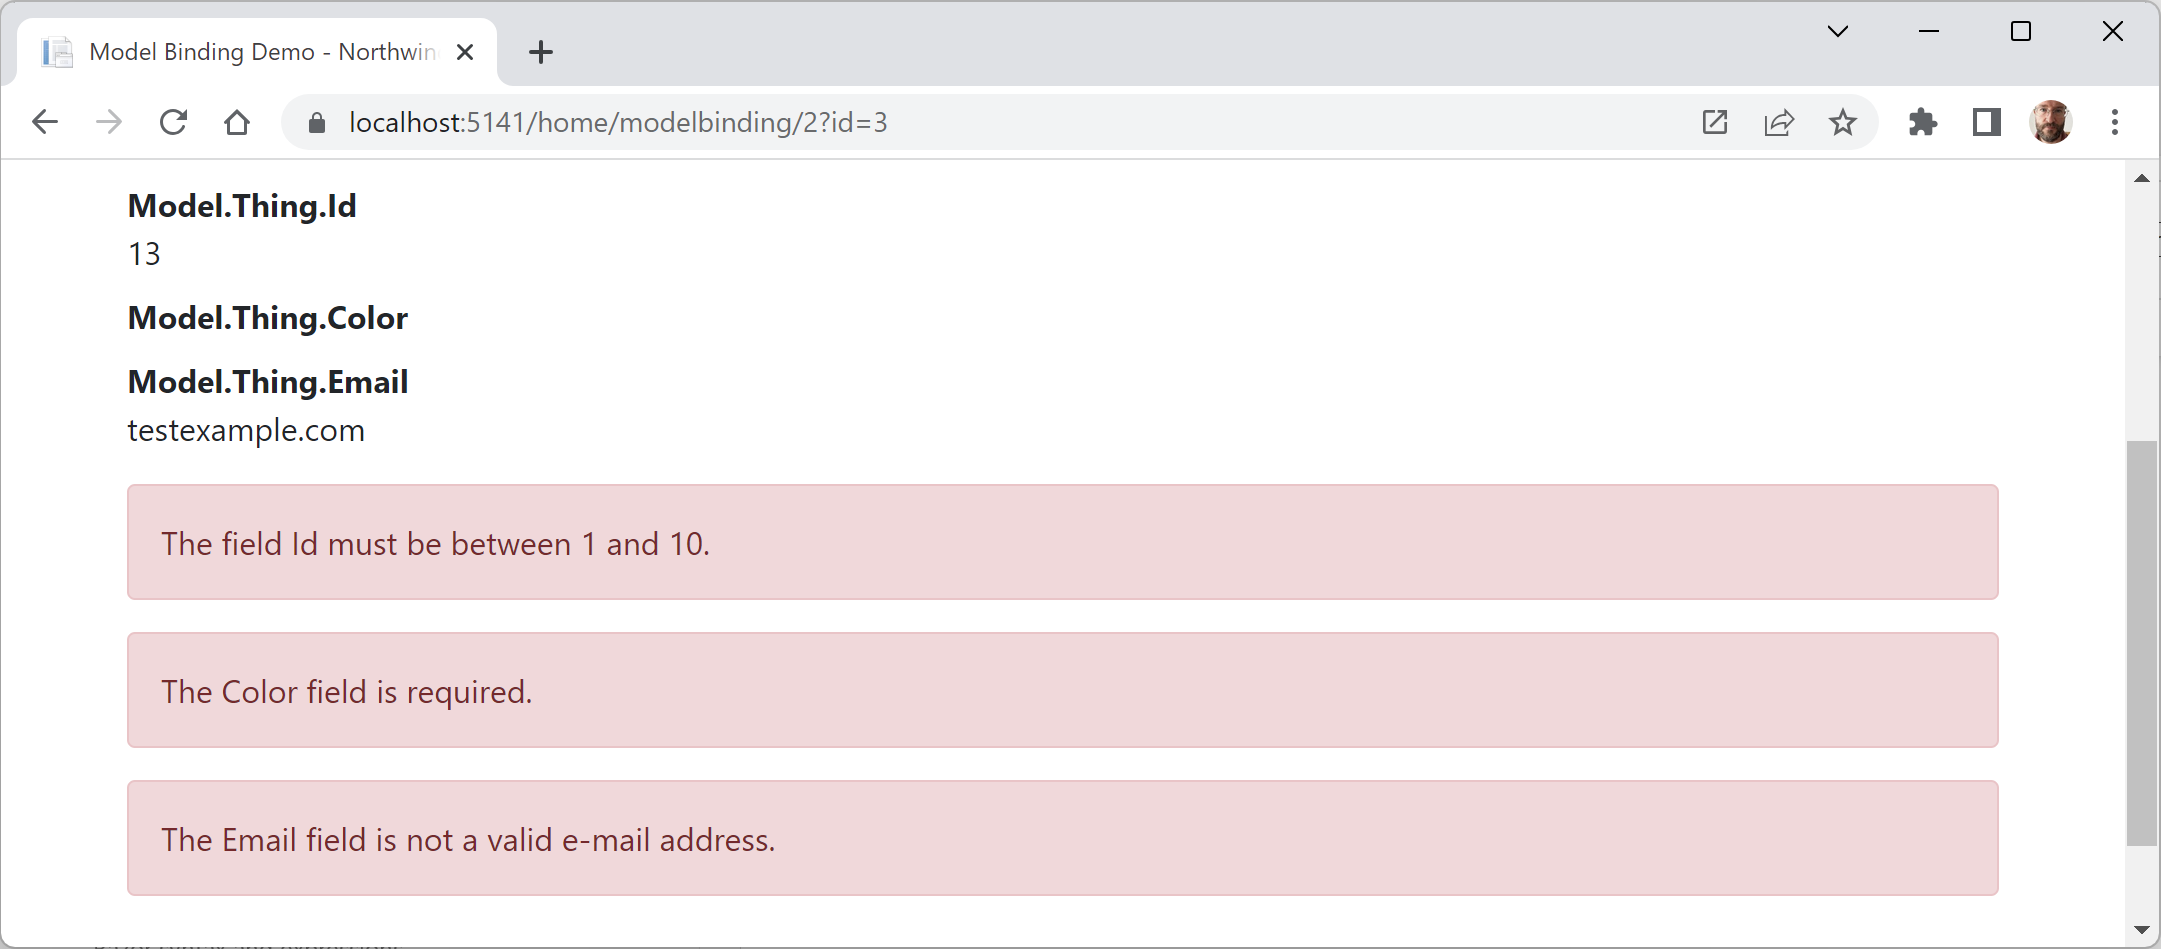 Model Binding Demo - Northwin
localhost:5141/home/modelbinding/2?id=3
Model.Thing.Id
13
Model.Thing.Color
Model.Thing.Email
testexample.com
The field Id must be between 1 and 10.
The Color field is required.
The Email field is not a valid e-mail address.